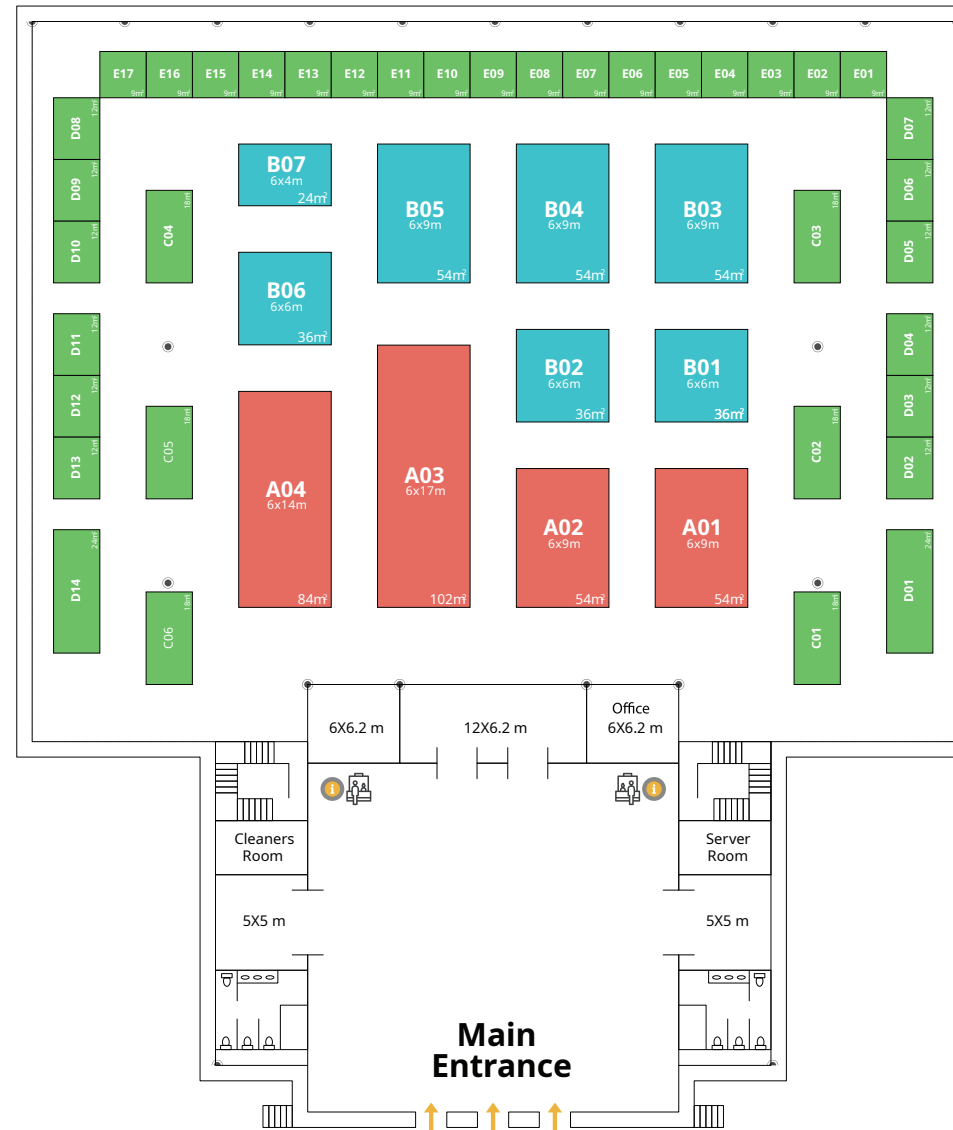 E17 E16 E15 E14 E13 E12 E11 E10 E09 E08 E07 E06 E05 E04 E03 E02 E01
9m² 9m² 9m² 9m² 9m² 9m² 9m² 9m² 9m² 9m² 9m² 9m² 9m² 9m² 9m² 9m² 9m²
D08
12m²
D09
12m²
D10
12m²
D11
12m²
D12
12m²
D13
12m²
D14
24m²
C04
18m²
C05
18m²
C06
18m²
B07
6x4m
24m²
B06
6x6m
36m²
A04
6x14m
84m²
B05
6x9m
54m²
A03
6x17m
102m²
B04
6x9m
54m²
B02
6x6m
36m²
A02
6x9m
54m²
B03
6x9m
54m²
B01
6x6m
36m²
A01
6x9m
54m²
C03
18m²
C02
18m²
C01
18m²
D07
12m²
D06
12m²
D05
12m²
D04
12m²
D03
12m²
D02
12m²
D01
24m²
6X6.2 m
12X6.2 m
Office
6X6.2 m
i
i
Cleaners
Room
Server
Room
5X5 m
5X5 m
Main
Entrance